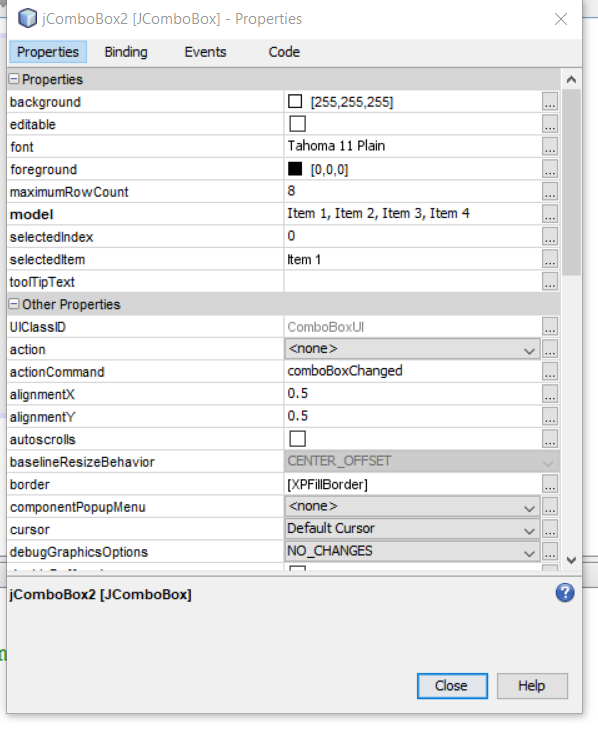 jComboBox2 [JComboBox] - Properties
Properties Binding Events Code
Properties
background [255,255,255] ...
editable ...
font Tahoma 11 Plain ...
foreground [0,0,0] ...
maximumRowCount 8 ...
model Item 1, Item 2, Item 3, Item 4 ...
selectedIndex 0 ...
selectedItem Item 1 ...
toolTipText ...
Other Properties
UIClassID ComboBoxUI ...
action <none> ...
actionCommand comboBoxChanged ...
alignmentX 0.5 ...
alignmentY 0.5 ...
autoscrolls ...
baselineResizeBehavior CENTER_OFFSET
border [XPFillBorder] ...
componentPopupMenu <none> ...
cursor Default Cursor ...
debugGraphicsOptions NO_CHANGES ...
jComboBox2 [JComboBox] ?
Close Help